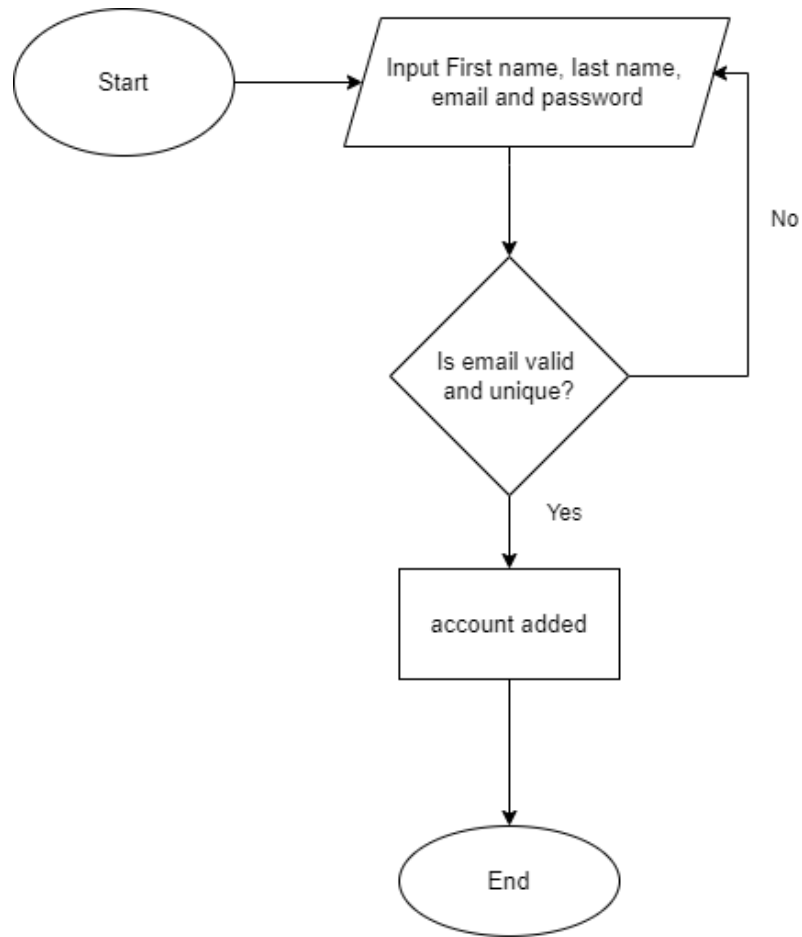 Start
Input First name, last name,
email and password
No
Is email valid
and unique?
Yes
account added
End